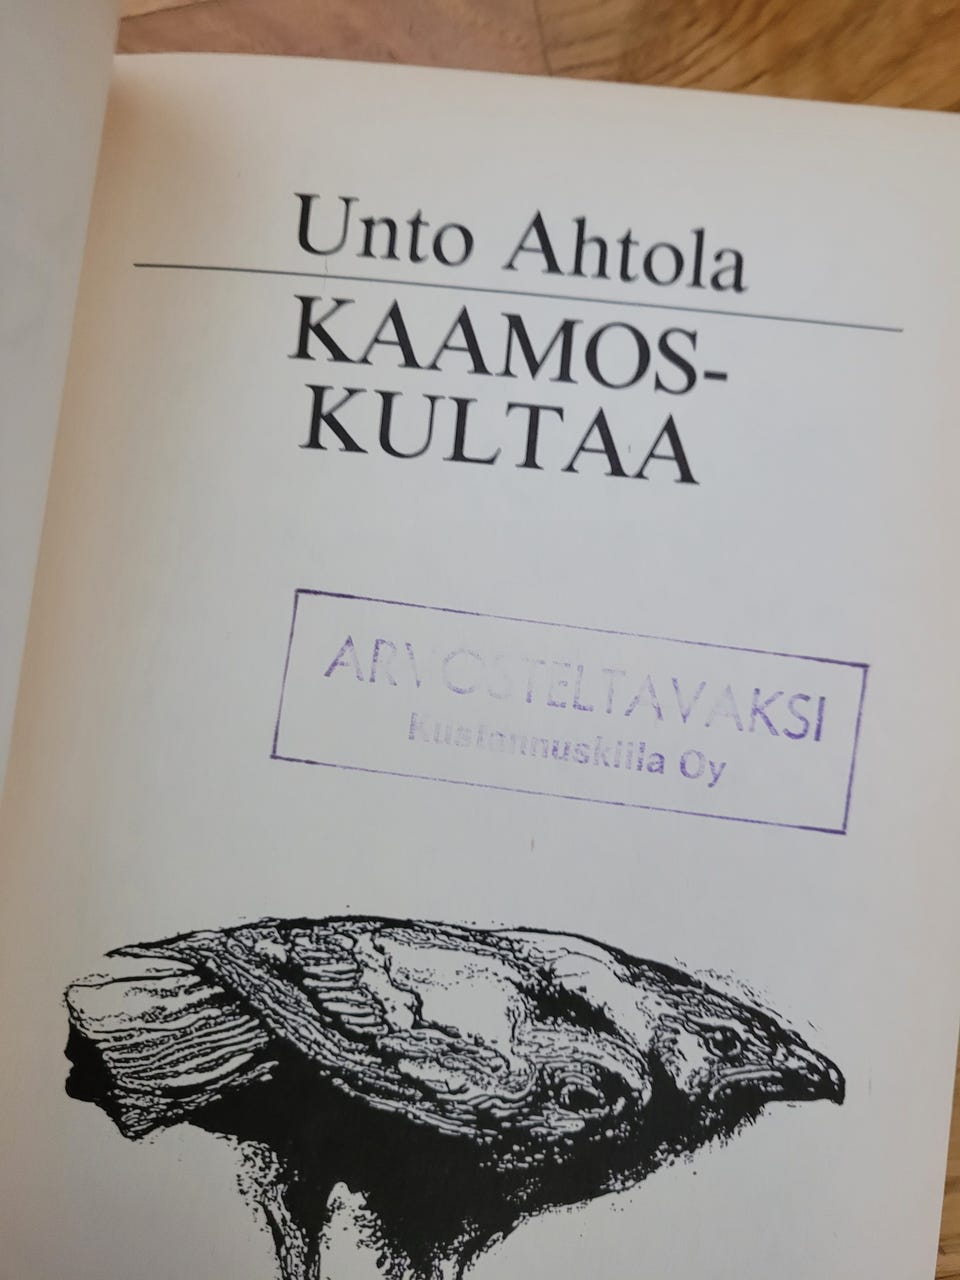 Unto Ahtola
KAAMOS-
KULTAA
ARVOSTELTAVAKSI
Kustannuskiila Oy